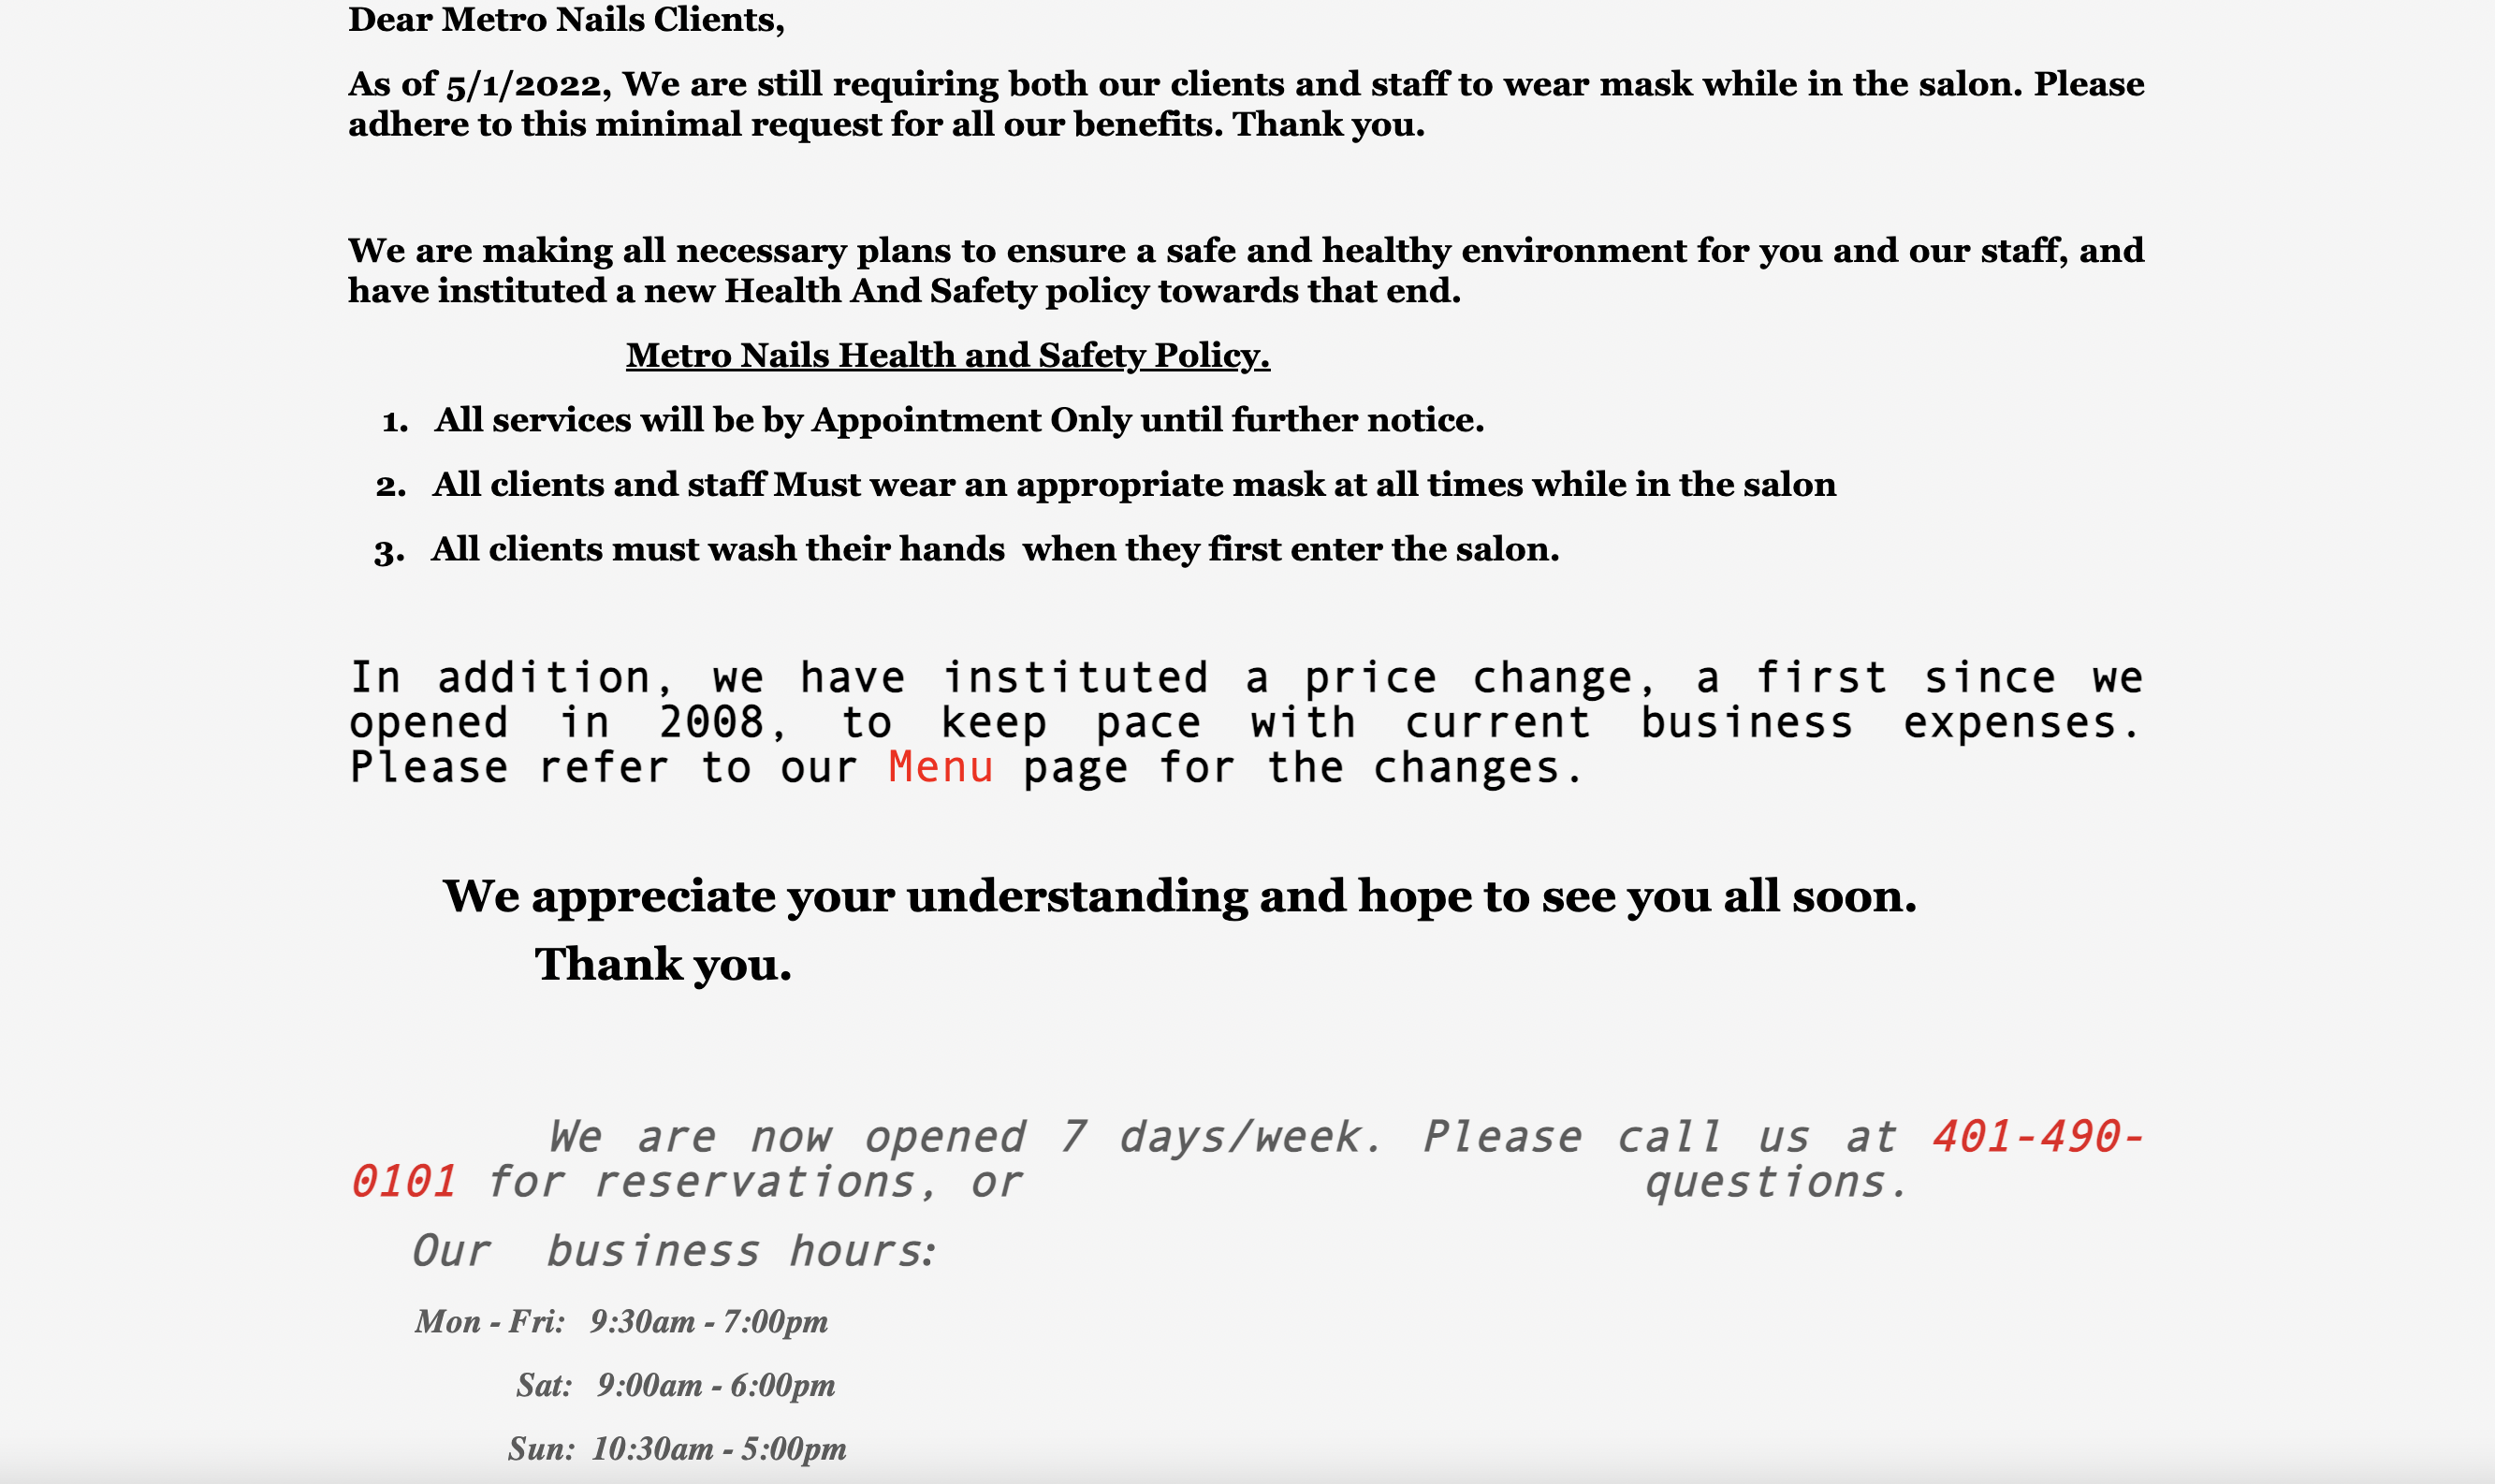 Dear Metro Nails Clients,
As of 5/1/2022, We are still requiring both our clients and staff to wear mask while in the salon. Please
adhere to this minimal request for all our benefits. Thank you.
We are making all necessary plans to ensure a safe and healthy environment for you and our staff, and
have instituted a new Health And Safety policy towards that end.
Metro Nails Health and Safety Policy.
1. All services will be by Appointment Only until further notice.
2. All clients and staff Must wear an appropriate mask at all times while in the salon
3. All clients must wash their hands when they first enter the salon.
In addition, we have instituted a price change, a first since we
opened in 2008, to keep pace with current business expenses.
Please refer to our Menu page for the changes.
We appreciate your understanding and hope to see you all soon.
Thank you.
We are now opened 7 days/week. Please call us at 401-490-
0101 for reservations, or questions.
Our business hours:
Mon - Fri: 9:30am - 7:00pm
Sat: 9:00am - 6:00pm
Sun: 10:30am - 5:00pm